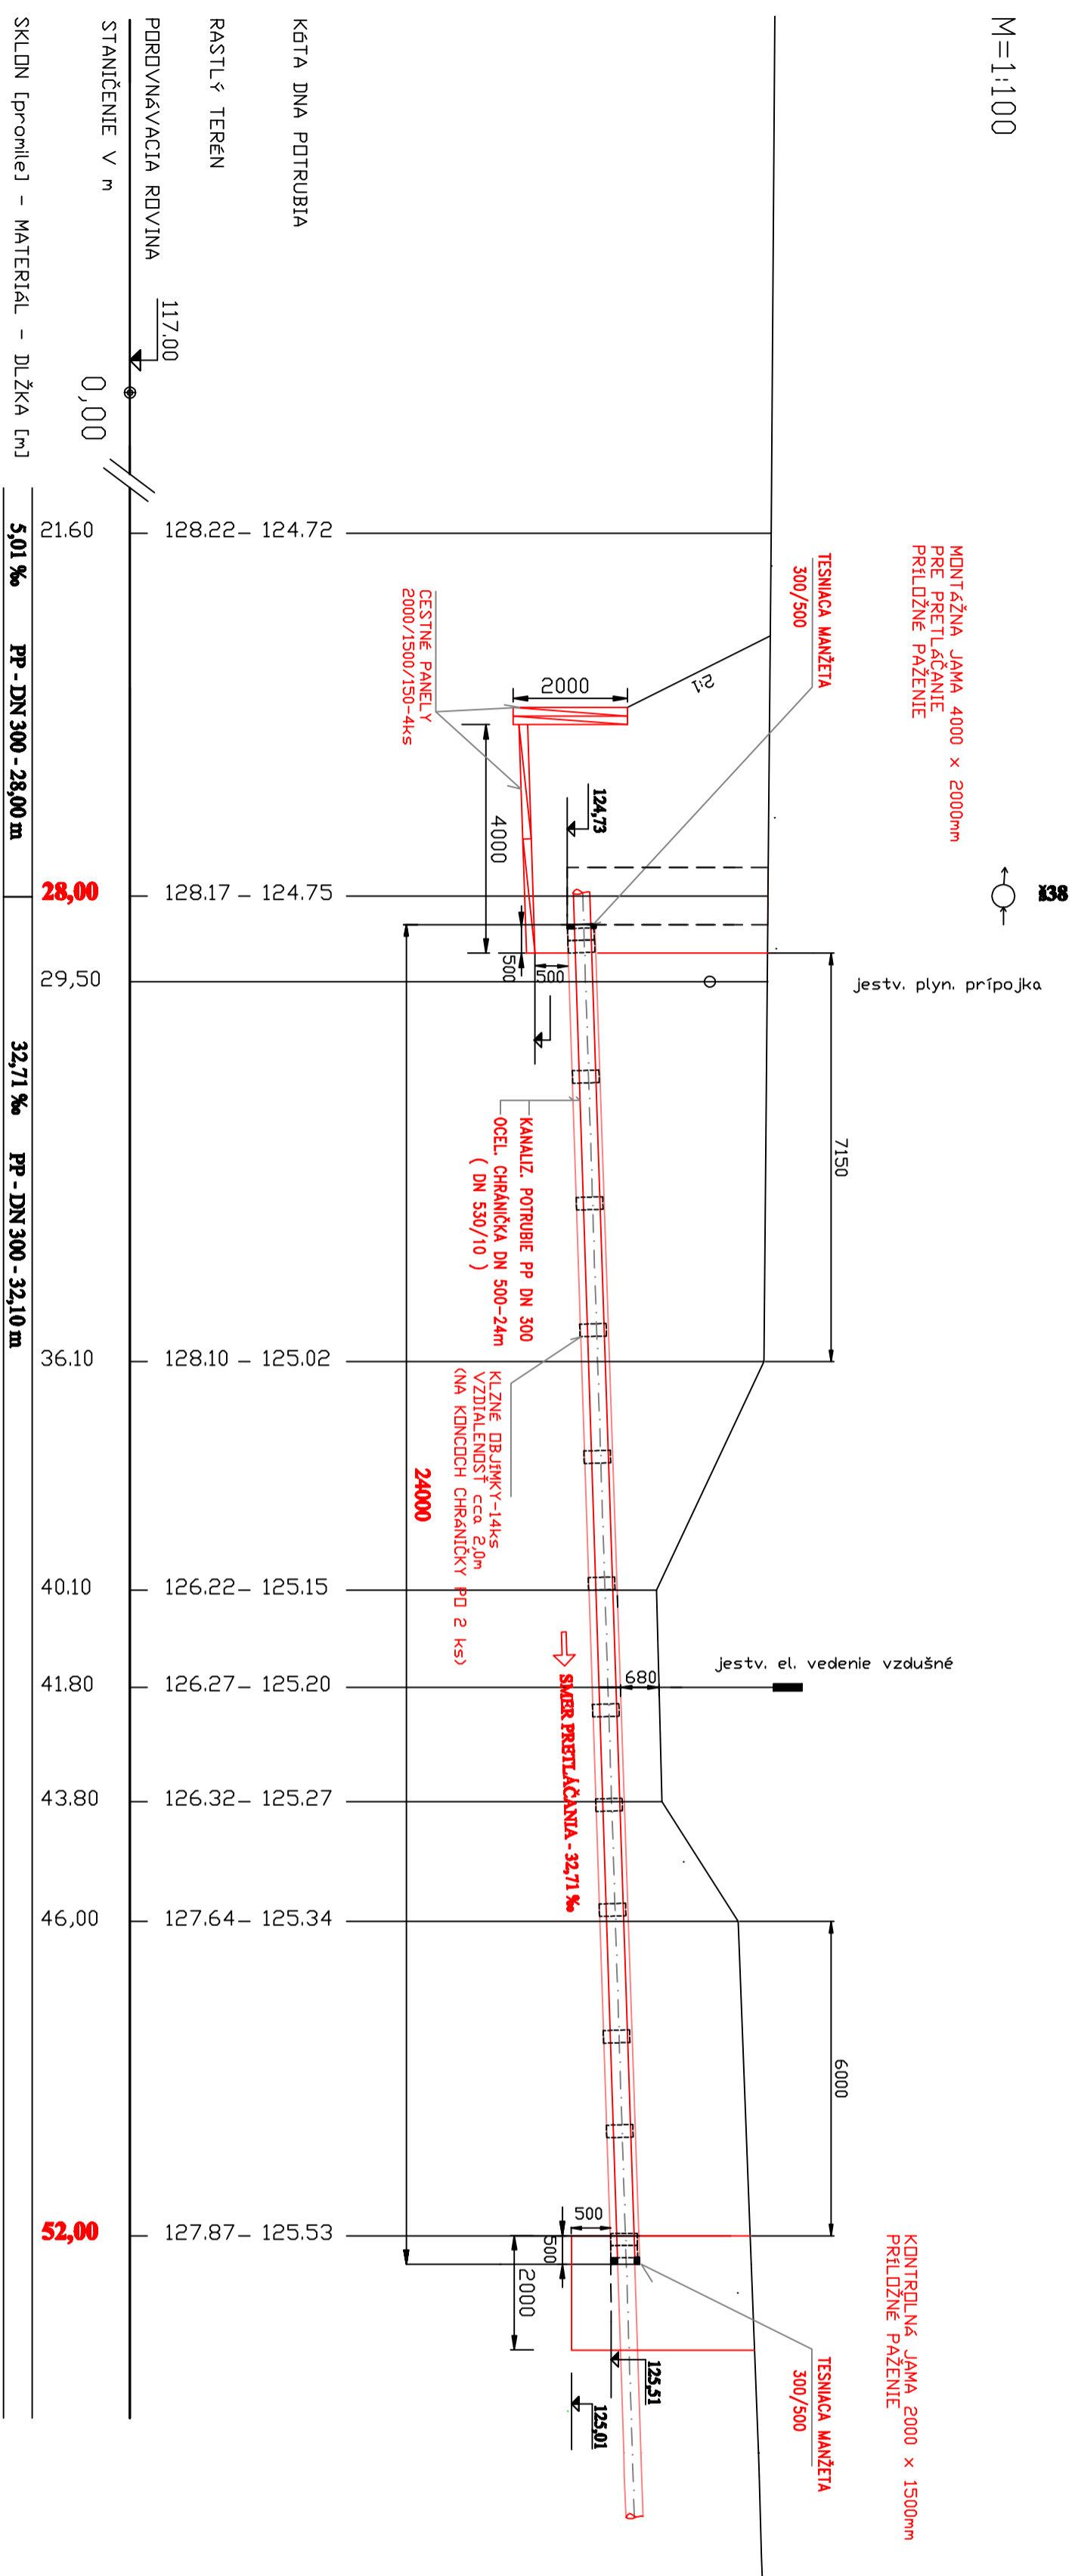 M=1:100
MONTÁŽNA JAMA 4000 x 2000mm
PRE PRETLÁČANIE
PRÍLOŽNÉ PAŽENIE
KONTROLNÁ JAMA 2000 x 1500mm
PRÍLOŽNÉ PAŽENIE
TESNIACA MANŽETA
300/500
TESNIACA MANŽETA
300/500
jestv. plyn. prípojka
jestv. el. vedenie vzdušné
7150
6000
2:1
2000
4000
124,73
500
500
680
500
500
2000
125,51
125,01
CESTNÉ PANELY
2000/1500/150-4ks
KANALIZ. POTRUBIE PP DN 300
OCEL. CHRÁNIČKA DN 500-24m
( DN 530/10 )
KLZNÉ OBJÍMKY-14ks
VZDIALENOSŤ cca 2,0m
(NA KONCOCH CHRÁNIČKY PO 2 ks)
SMER PRETLÁČANIA - 32,71 ‰
24000
KÓTA DNA POTRUBIA
124.72 124.75 125.02 125.15 125.20 125.27 125.34 125.53
RASTLÝ TERÉN
128.22 128.17 128.10 126.22 126.27 126.32 127.64 127.87
POROVNÁVACIA ROVINA
117.00
STANIČENIE V m
0,00
21.60 28,00 29,50 36.10 40.10 41.80 43.80 46,00 52,00
SKLON [promile] - MATERIÁL - DLŽKA [m]
5,01 ‰ PP - DN 300 - 28,00 m
32,71 ‰ PP - DN 300 - 32,10 m